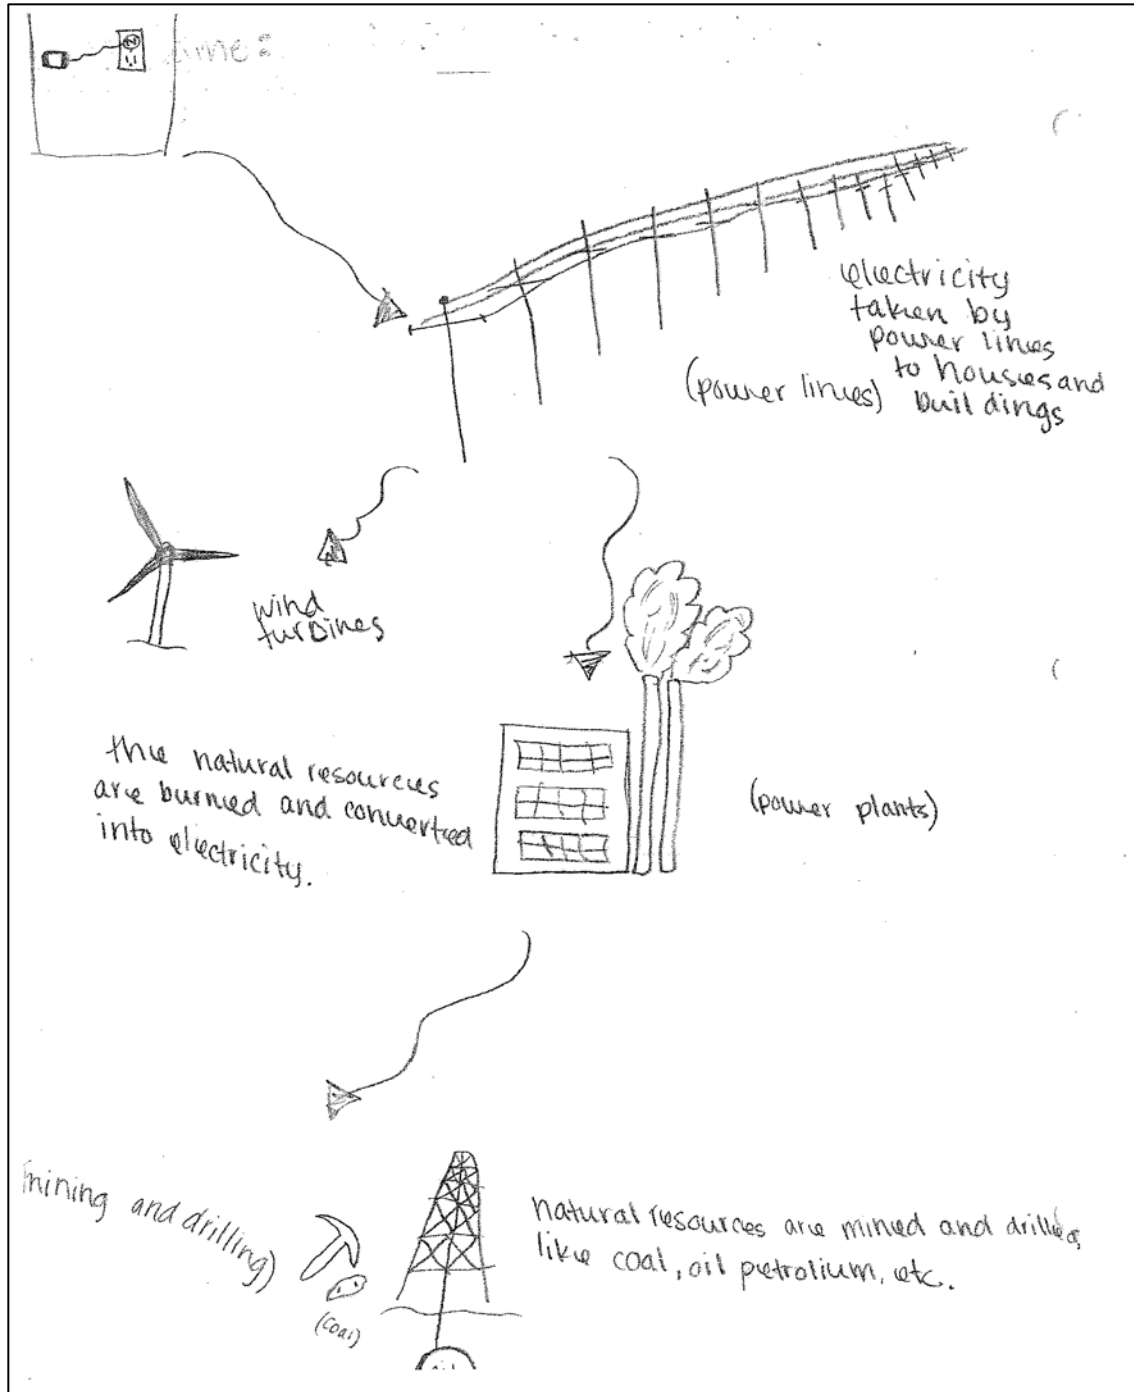 ame:
electricity
taken by
power lines
to houses and
buildings
(power lines)
wind
turbines
the natural resources
are burned and converted
into electricity.
(power plants)
mining and drilling)
(coal)
natural resources are mined and drilled,
like coal, oil petrolium, etc.